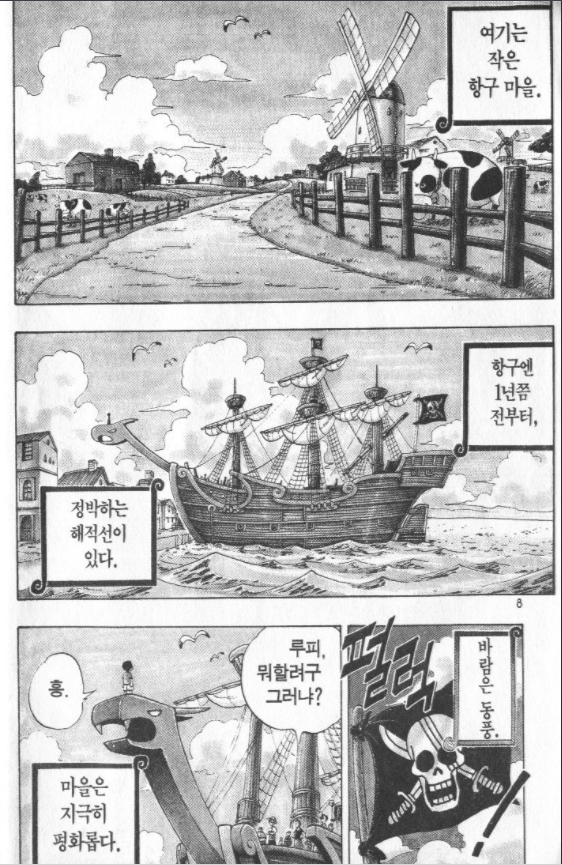 여기는
작은
항구 마을.
항구엔
1년쯤
전부터,
정박하는
해적선이
있다.
8
바람은 동풍.
펄럭
루피,
뭐할려구
그러냐?
흥.
마을은
지극히
평화롭다.